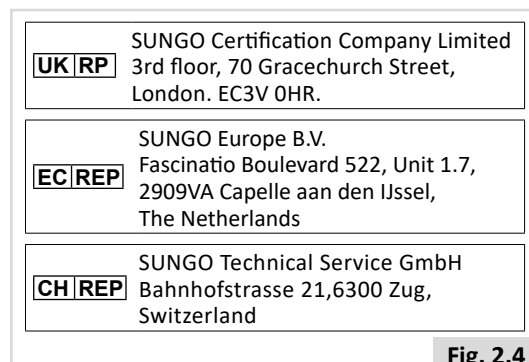 UK RP
SUNGO Certification Company Limited
3rd floor, 70 Gracechurch Street,
London. EC3V 0HR.
EC REP
SUNGO Europe B.V.
Fascinatio Boulevard 522, Unit 1.7,
2909VA Capelle aan den IJssel,
The Netherlands
CH REP
SUNGO Technical Service GmbH
Bahnhofstrasse 21,6300 Zug,
Switzerland
Fig. 2.4